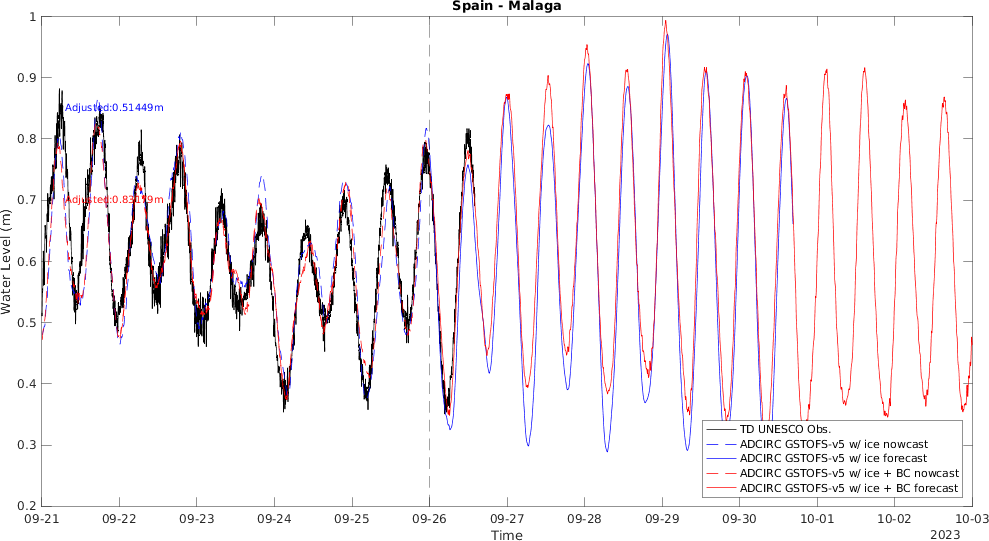 Spain - Malaga
1
0.9
0.8
0.7
0.6
0.5
0.4
0.3
0.2
Water Level (m)
Adjusted:0.51449m
TD UNESCO Obs.
ADCIRC GSTOFS-v5 w/ ice nowcast
ADCIRC GSTOFS-v5 w/ ice forecast
ADCIRC GSTOFS-v5 w/ ice + BC nowcast
ADCIRC GSTOFS-v5 w/ ice + BC forecast
09-21 09-22 09-23 09-24 09-25 09-26 09-27 09-28 09-29 09-30 10-01 10-02 10-03
Time
2023